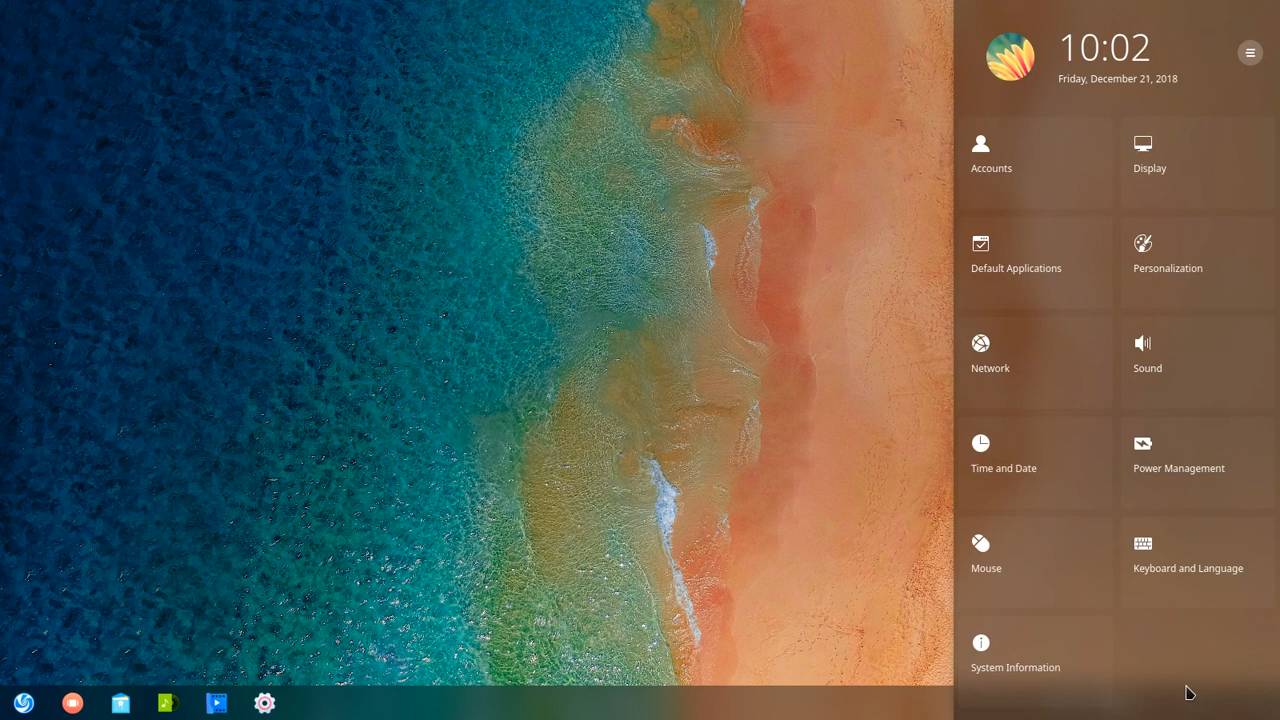 10:02
Friday, December 21, 2018
Accounts
Display
Default Applications
Personalization
Network
Sound
Time and Date
Power Management
Mouse
Keyboard and Language
System Information